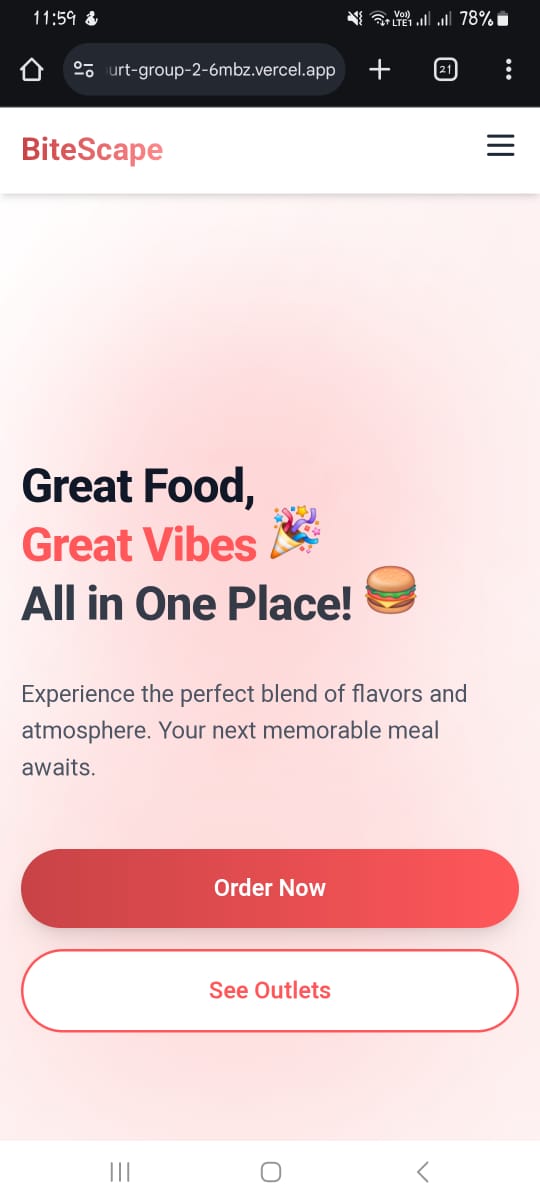 11:59
Vo))
LTE1
78%
urt-group-2-6mbz.vercel.app
21
BiteScape
Great Food,
Great Vibes 🎉
All in One Place! 🍔
Experience the perfect blend of flavors and
atmosphere. Your next memorable meal
awaits.
Order Now
See Outlets